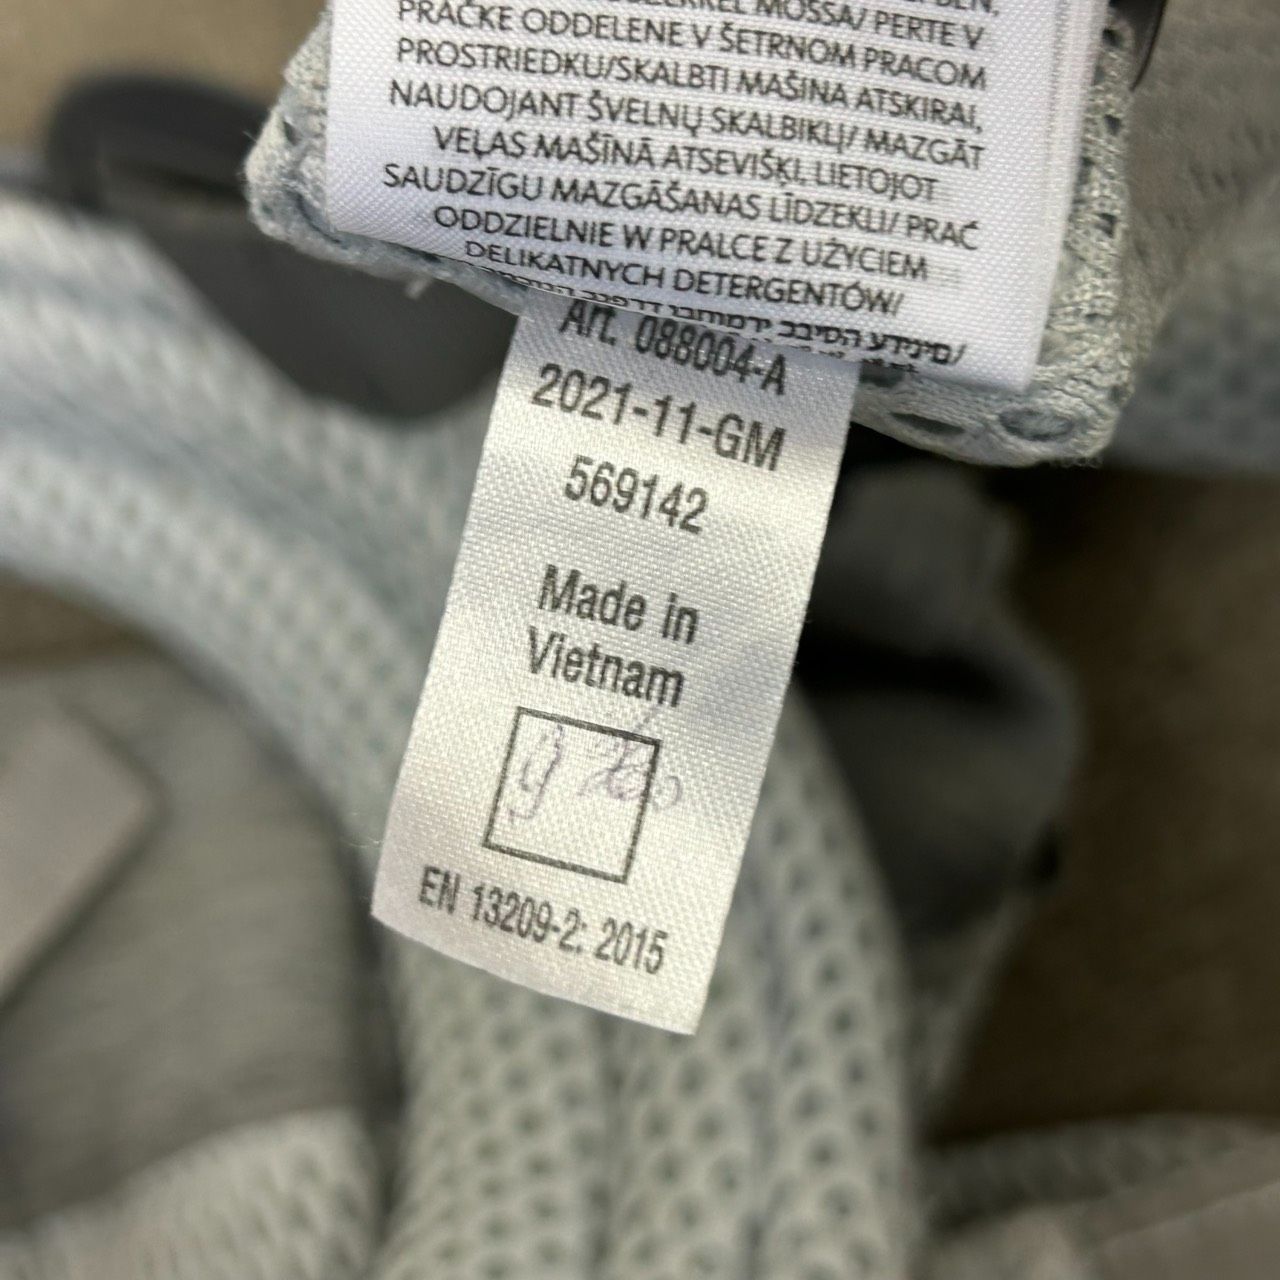 MOSSA/ PERTE V
PRAČKE ODDELENE V ŠETRNOM PRACOM
PROSTRIEDKU/SKALBTI MAŠINA ATSKIRAI,
NAUDOJANT ŠVELNŲ SKALBIKLĮ/ MAZGĀT
VEĻAS MAŠĪNĀ ATSEVIŠĶI, LIETOJOT
SAUDZĪGU MAZGĀŠANAS LĪDZEKLI/ PRAĆ
ODDZIELNIE W PRALCE Z UŻYCIEM
DELIKATNYCH DETERGENTÓW/
Art. 088004-A
2021-11-GM
569142
Made in
Vietnam
EN 13209-2: 2015